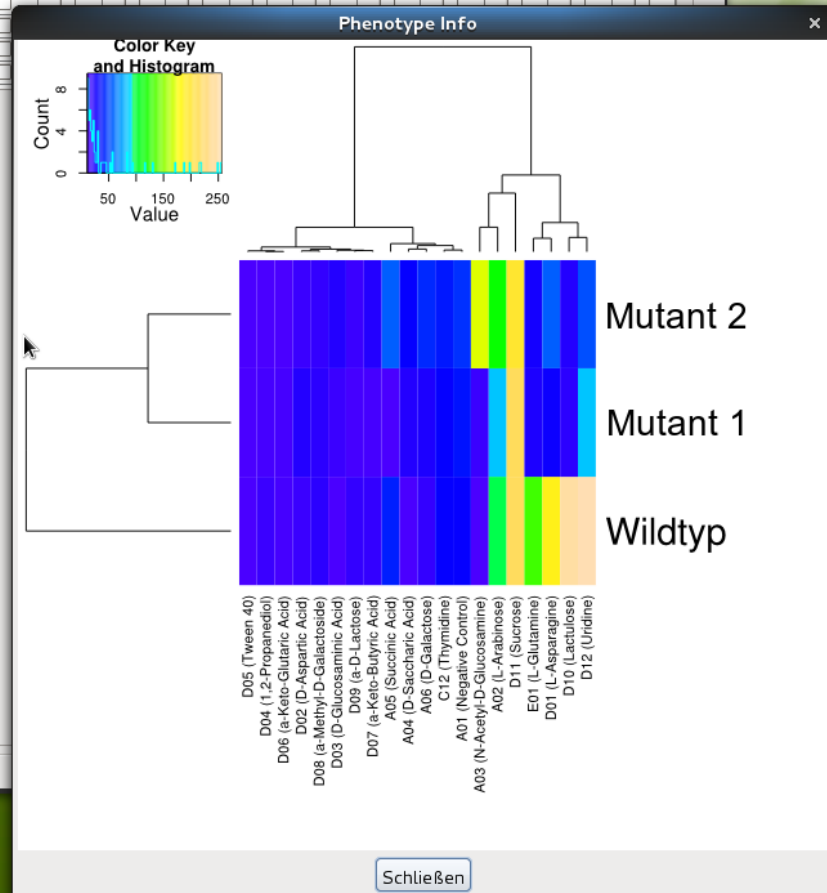 Phenotype Info
×
Color Key
and Histogram
Count
0 4 8
50 150 250
Value
Mutant 2
Mutant 1
Wildtyp
D05 (Tween 40)
D04 (1,2-Propanediol)
D06 (a-Keto-Glutaric Acid)
D02 (D-Aspartic Acid)
D08 (a-Methyl-D-Galactoside)
D03 (D-Glucosaminic Acid)
D09 (a-D-Lactose)
D07 (a-Keto-Butyric Acid)
A05 (Succinic Acid)
A04 (D-Saccharic Acid)
A06 (D-Galactose)
C12 (Thymidine)
A01 (Negative Control)
A03 (N-Acetyl-D-Glucosamine)
A02 (L-Arabinose)
D11 (Sucrose)
E01 (L-Glutamine)
D01 (L-Asparagine)
D10 (Lactulose)
D12 (Uridine)
Schließen